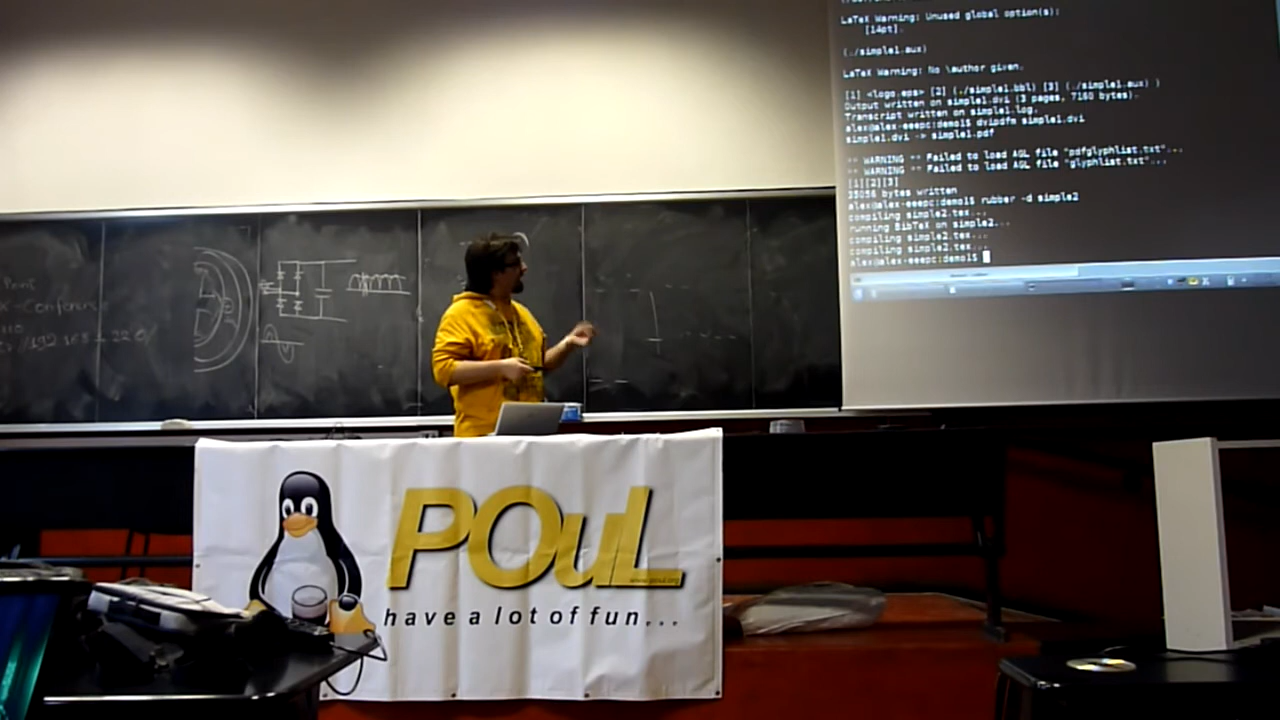 LaTeX Warning: Unused global option(s):
[14pt].
(./simple1.aux)
LaTeX Warning: No \author given.
[1] <logo.eps> [2] (./simple1.bbl) [3] (./simple1.aux) )
Output written on simple1.dvi (3 pages, 7160 bytes).
Transcript written on simple1.log.
alex@alex-eeepc:demo1$ dvipdfm simple1.dvi
simple1.dvi -> simple1.pdf
** WARNING ** Failed to load AGL file "pdfglyphlist.txt"...
** WARNING ** Failed to load AGL file "glyphlist.txt"...
[1][2][3]
bytes written
alex@alex-eeepc:demo1$ rubber -d simple2
compiling simple2.tex...
running BibTeX on simple2...
compiling simple2.tex...
compiling simple2.tex...
alex@alex-eeepc:demo1$
POuL
www.poul.org
have a lot of fun...